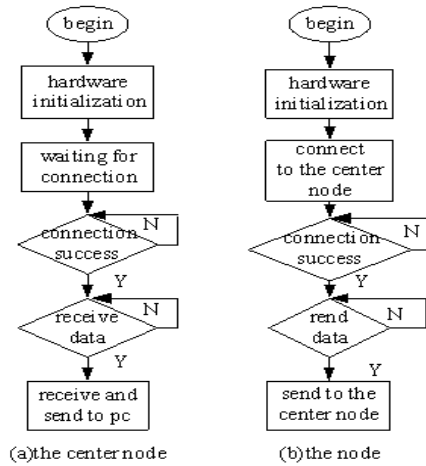 begin
hardware
initialization
waiting for
connection
connection
success
N
Y
receive
data
N
Y
receive and
send to pc
(a)the center node
begin
hardware
initialization
connect
to the center
node
connection
success
N
Y
rend
data
N
Y
send to the
center node
(b)the node